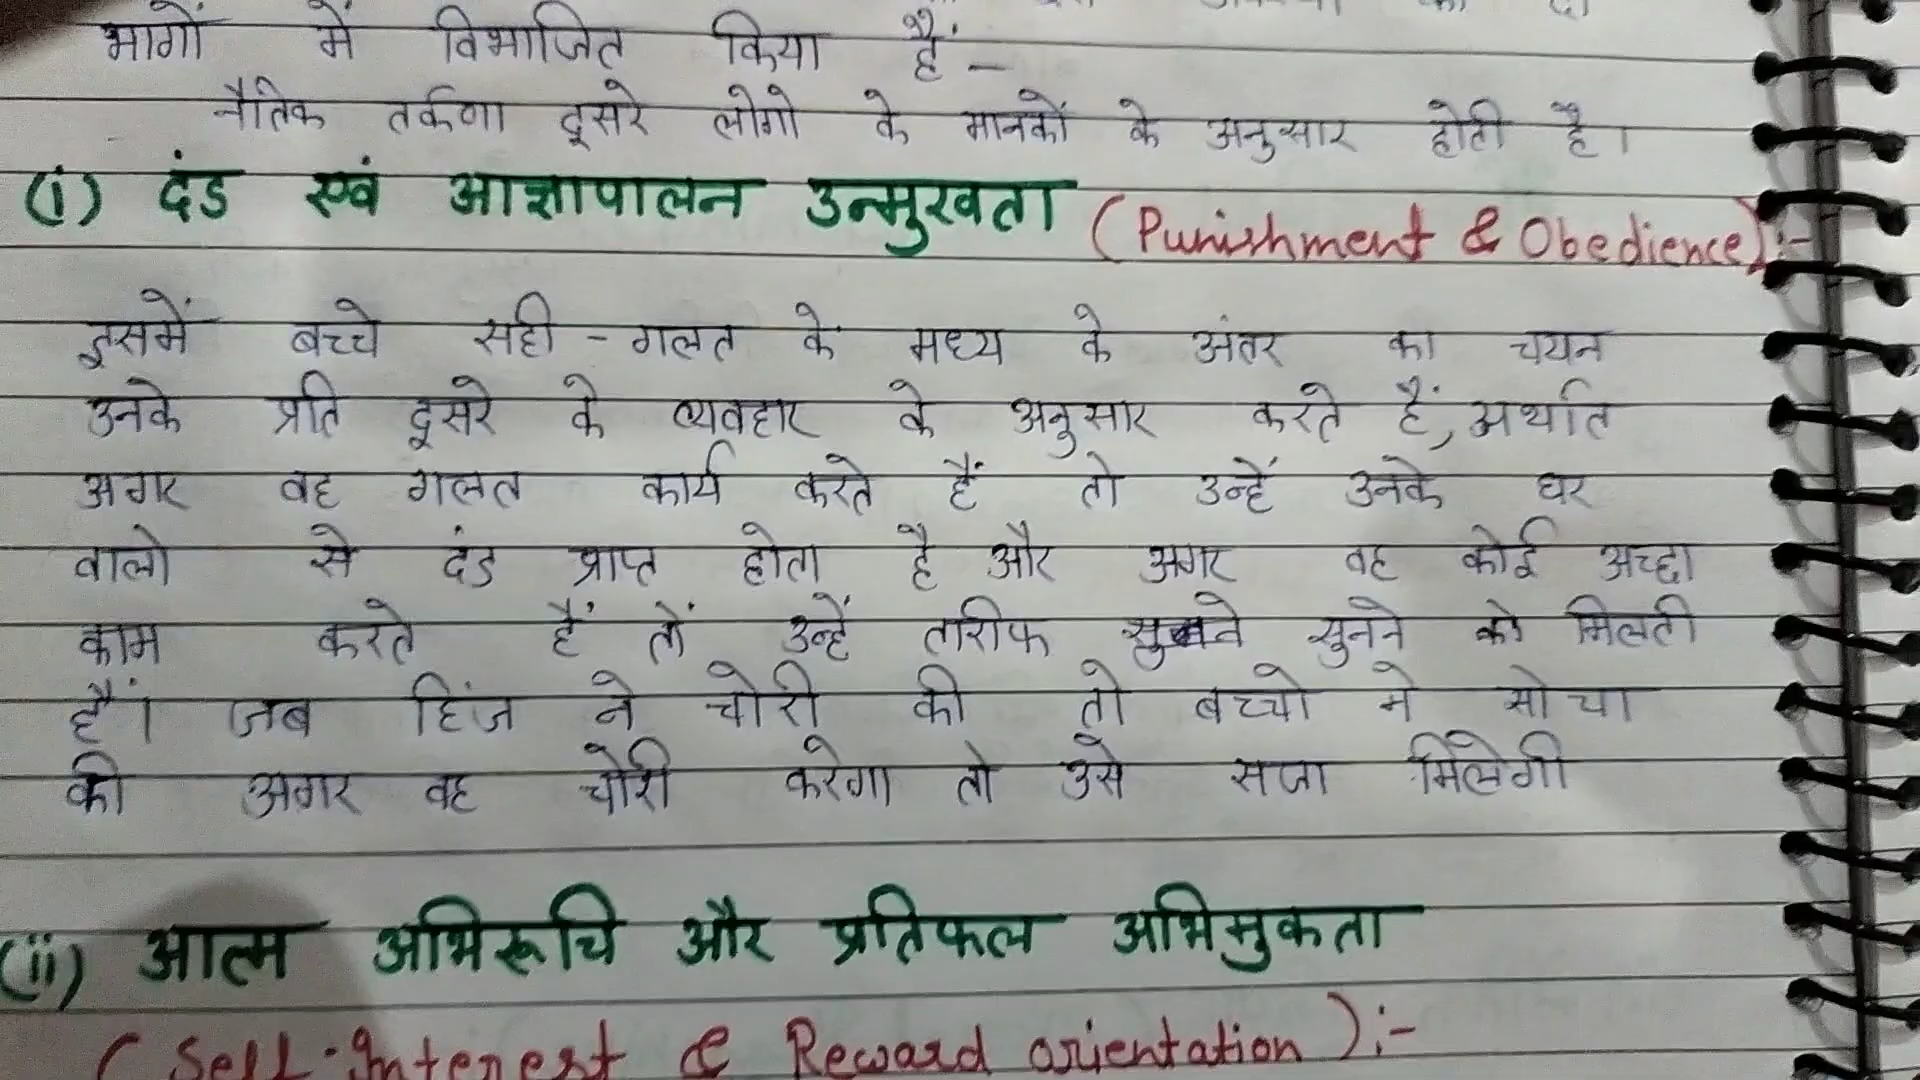 भागों में विभाजित किया है -
नैतिक तर्कणा दूसरे लोगो के मानकों के अनुसार होती है।
(i) दंड एवं आज्ञापालन उन्मुखता (Punishment & Obedience):-
इसमें बच्चे सही - गलत के मध्य के अंतर का चयन
उनके प्रति दूसरे के व्यवहार के अनुसार करते हैं, अर्थात
अगर वह गलत कार्य करते हैं तो उन्हें उनके घर
वालो से दंड प्राप्त होता है और अगर वह कोई अच्छा
काम करते हैं तों उन्हें तारीफ सुनने को मिलती
हैं। जब हिंज ने चोरी की तो बच्चो ने सोचा
की अगर वह चोरी करेगा तो उसे सजा मिलेगी
(ii) आत्म अभिरूचि और प्रतिफल अभिमुकता
(Self-Interest & Reward orientation):-